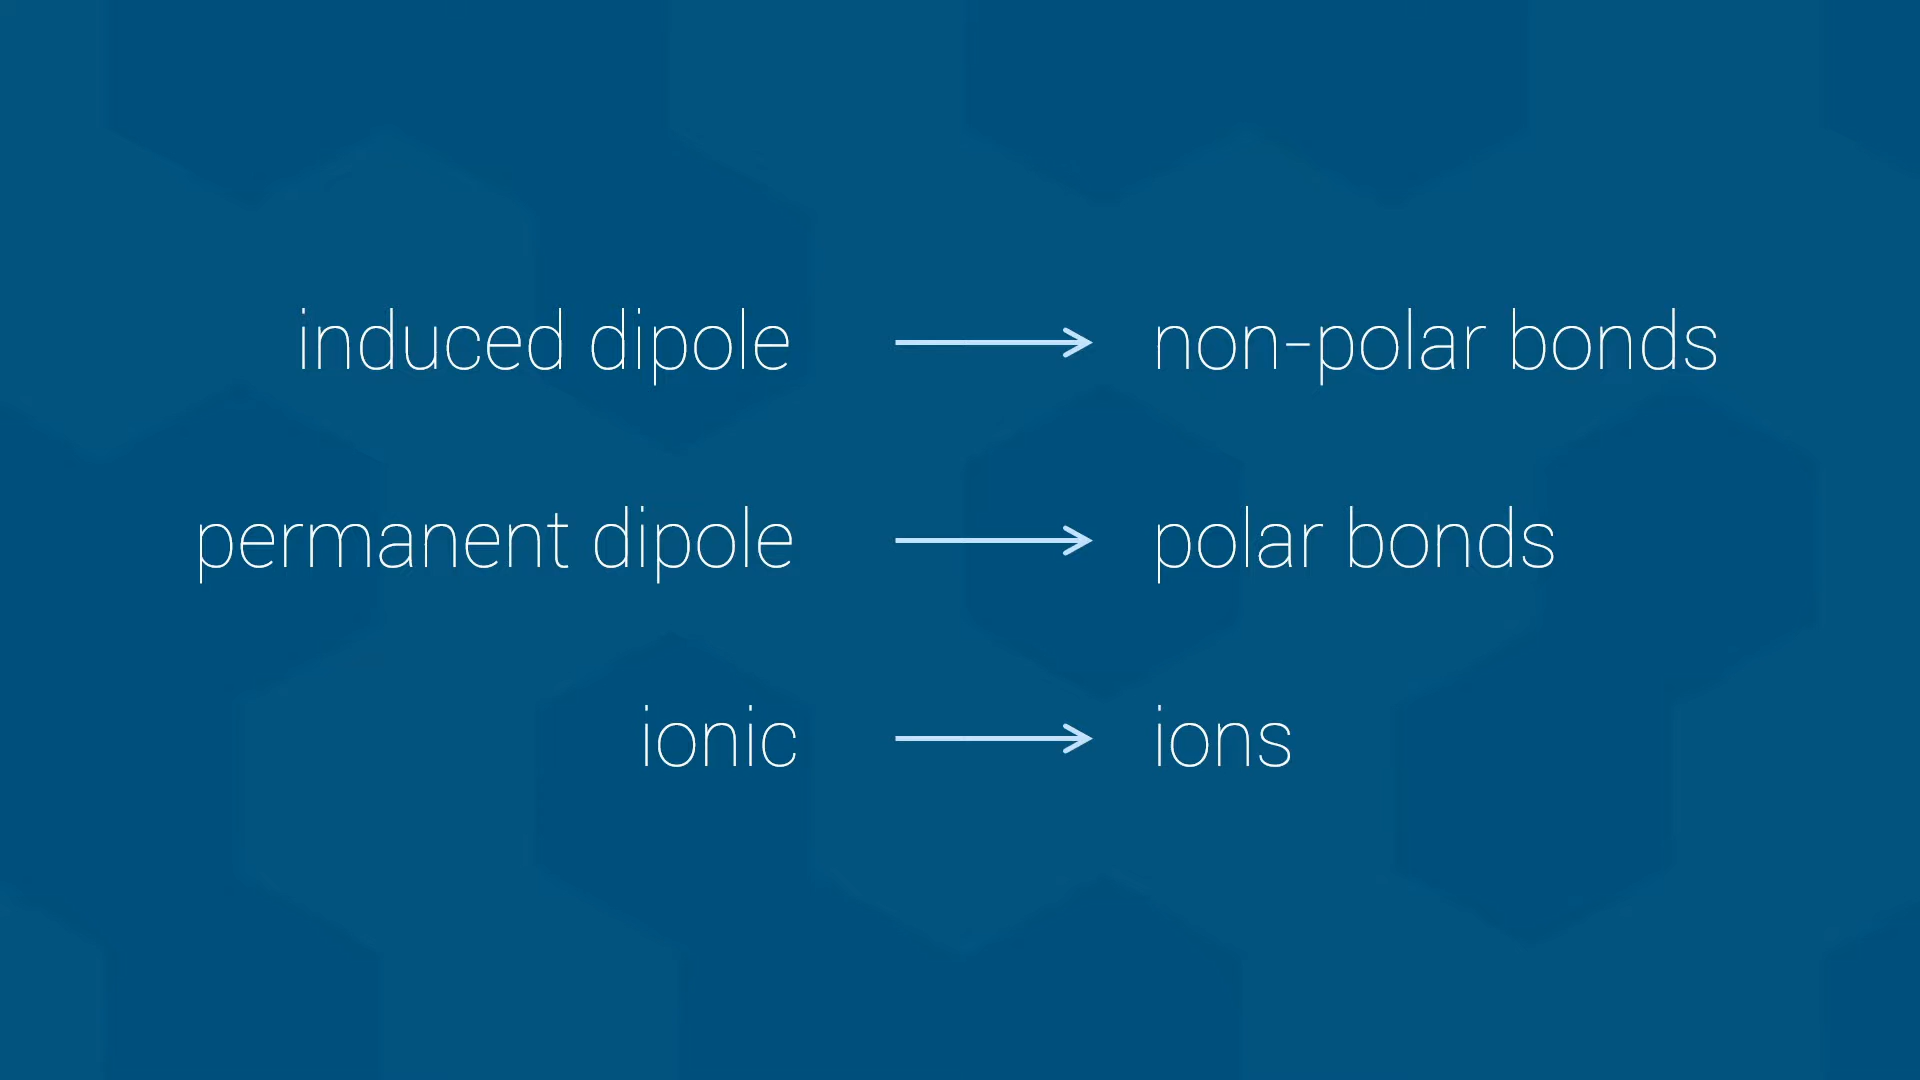 induced dipole → non-polar bonds
permanent dipole → polar bonds
ionic → ions